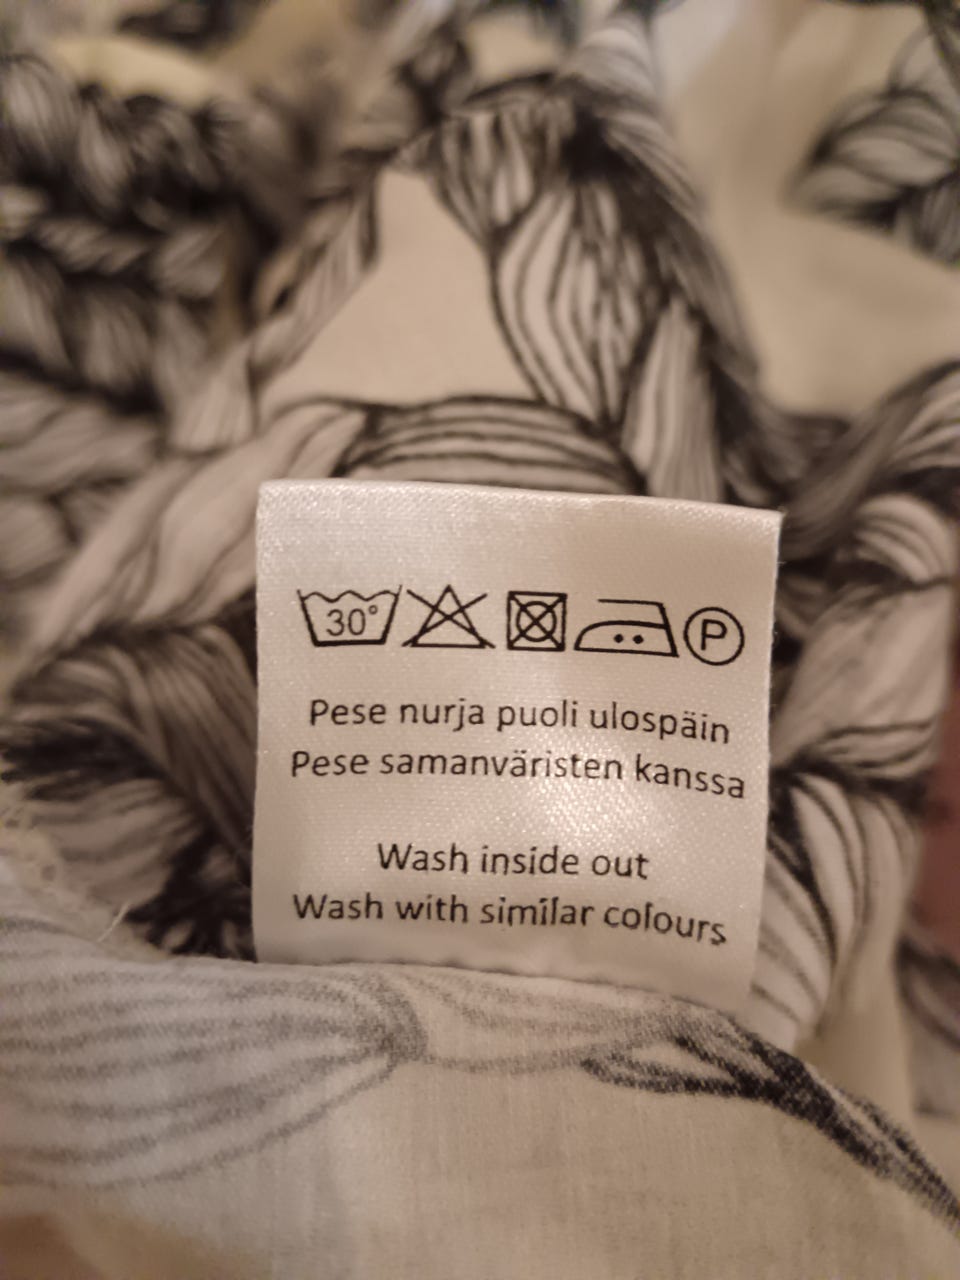 30°
P
Pese nurja puoli ulospäin
Pese samanväristen kanssa
Wash inside out
Wash with similar colours